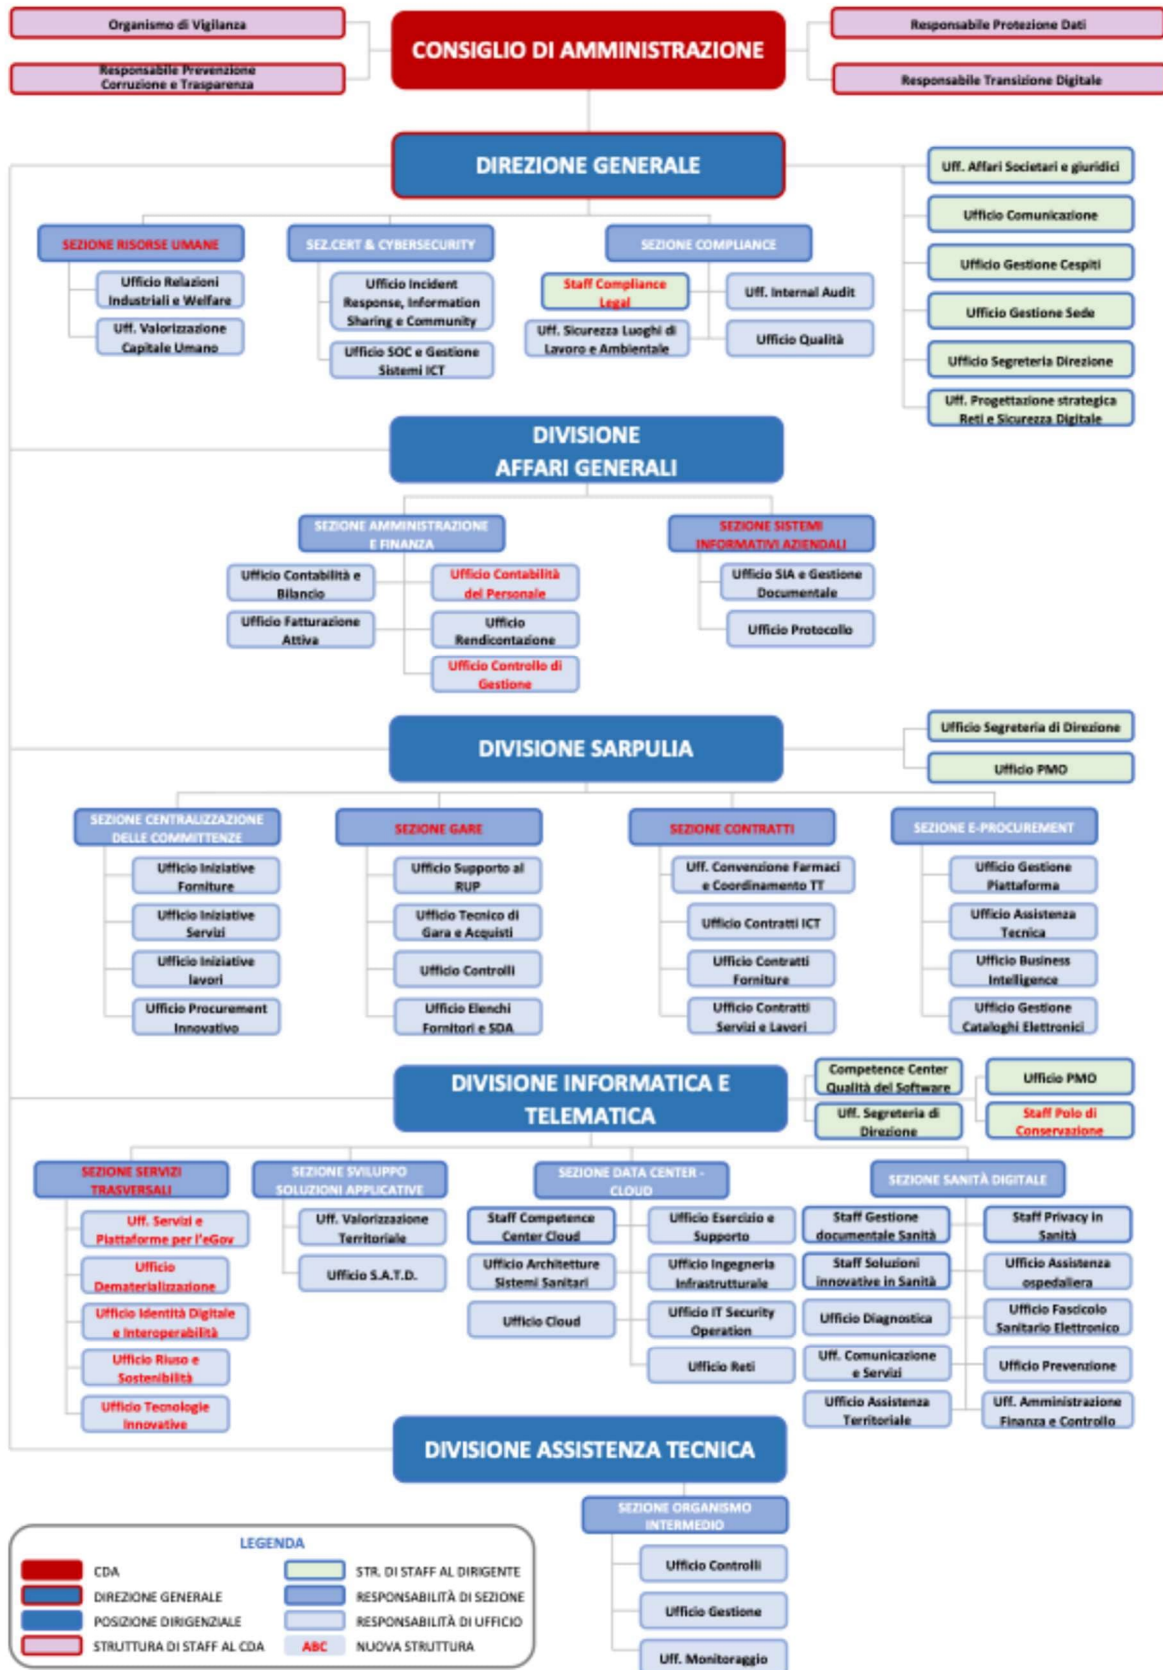 Organismo di Vigilanza
Responsabile Prevenzione
Corruzione e Trasparenza
CONSIGLIO DI AMMINISTRAZIONE
Responsabile Protezione Dati
Responsabile Transizione Digitale
DIREZIONE GENERALE
Uff. Affari Societari e giuridici
Ufficio Comunicazione
Ufficio Gestione Cespiti
Ufficio Gestione Sede
Ufficio Segreteria Direzione
Uff. Progettazione strategica
Reti e Sicurezza Digitale
SEZIONE RISORSE UMANE
Ufficio Relazioni
Industriali e Welfare
Uff. Valorizzazione
Capitale Umano
SEZ.CERT & CYBERSECURITY
Ufficio Incident
Response, Information
Sharing e Community
Ufficio SOC e Gestione
Sistemi ICT
SEZIONE COMPLIANCE
Staff Compliance
Legal
Uff. Internal Audit
Uff. Sicurezza Luoghi di
Lavoro e Ambientale
Ufficio Qualità
DIVISIONE
AFFARI GENERALI
SEZIONE AMMINISTRAZIONE
E FINANZA
Ufficio Contabilità e
Bilancio
Ufficio Contabilità
del Personale
Ufficio Fatturazione
Attiva
Ufficio
Rendicontazione
Ufficio Controllo di
Gestione
SEZIONE SISTEMI
INFORMATIVI AZIENDALI
Ufficio SIA e Gestione
Documentale
Ufficio Protocollo
DIVISIONE SARPULIA
Ufficio Segreteria di Direzione
Ufficio PMO
SEZIONE CENTRALIZZAZIONE
DELLE COMMITTENZE
Ufficio Iniziative
Forniture
Ufficio Iniziative
Servizi
Ufficio Iniziative
lavori
Ufficio Procurement
Innovativo
SEZIONE GARE
Ufficio Supporto al
RUP
Ufficio Tecnico di
Gara e Acquisti
Ufficio Controlli
Ufficio Elenchi
Fornitori e SDA
SEZIONE CONTRATTI
Uff. Convenzione Farmaci
e Coordinamento TT
Ufficio Contratti ICT
Ufficio Contratti
Forniture
Ufficio Contratti
Servizi e Lavori
SEZIONE E-PROCUREMENT
Ufficio Gestione
Piattaforma
Ufficio Assistenza
Tecnica
Ufficio Business
Intelligence
Ufficio Gestione
Cataloghi Elettronici
DIVISIONE INFORMATICA E
TELEMATICA
Competence Center
Qualità del Software
Ufficio PMO
Uff. Segreteria di
Direzione
Staff Polo di
Conservazione
SEZIONE SERVIZI
TRASVERSALI
Uff. Servizi e
Piattaforme per l'eGov
Ufficio
Dematerializzazione
Ufficio Identità Digitale
e Interoperabilità
Ufficio Riuso e
Sostenibilità
Ufficio Tecnologie
Innovative
SEZIONE SVILUPPO
SOLUZIONI APPLICATIVE
Uff. Valorizzazione
Territoriale
Ufficio S.A.T.D.
SEZIONE DATA CENTER -
CLOUD
Staff Competence
Center Cloud
Ufficio Esercizio e
Supporto
Ufficio Architetture
Sistemi Sanitari
Ufficio Ingegneria
Infrastrutturale
Ufficio Cloud
Ufficio IT Security
Operation
Ufficio Reti
SEZIONE SANITÀ DIGITALE
Staff Gestione
documentale Sanità
Staff Privacy in
Sanità
Staff Soluzioni
innovative in Sanità
Ufficio Assistenza
ospedaliera
Ufficio Diagnostica
Ufficio Fascicolo
Sanitario Elettronico
Uff. Comunicazione
e Servizi
Ufficio Prevenzione
Ufficio Assistenza
Territoriale
Uff. Amministrazione
Finanza e Controllo
DIVISIONE ASSISTENZA TECNICA
SEZIONE ORGANISMO
INTERMEDIO
Ufficio Controlli
Ufficio Gestione
Uff. Monitoraggio
LEGENDA
CDA
DIREZIONE GENERALE
POSIZIONE DIRIGENZIALE
STRUTTURA DI STAFF AL CDA
STR. DI STAFF AL DIRIGENTE
RESPONSABILITÀ DI SEZIONE
RESPONSABILITÀ DI UFFICIO
ABC NUOVA STRUTTURA